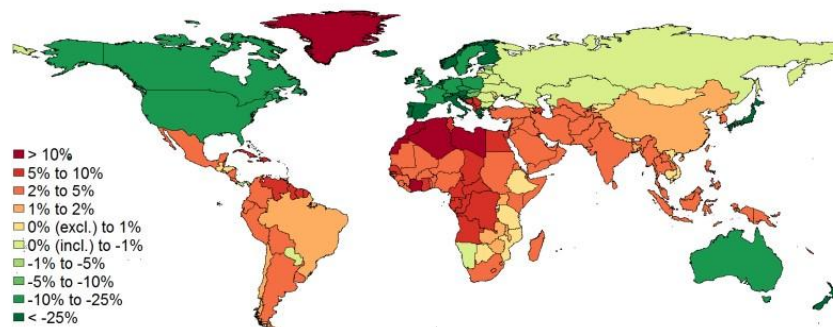 > 10%
5% to 10%
2% to 5%
1% to 2%
0% (excl.) to 1%
0% (incl.) to -1%
-1% to -5%
-5% to -10%
-10% to -25%
< -25%